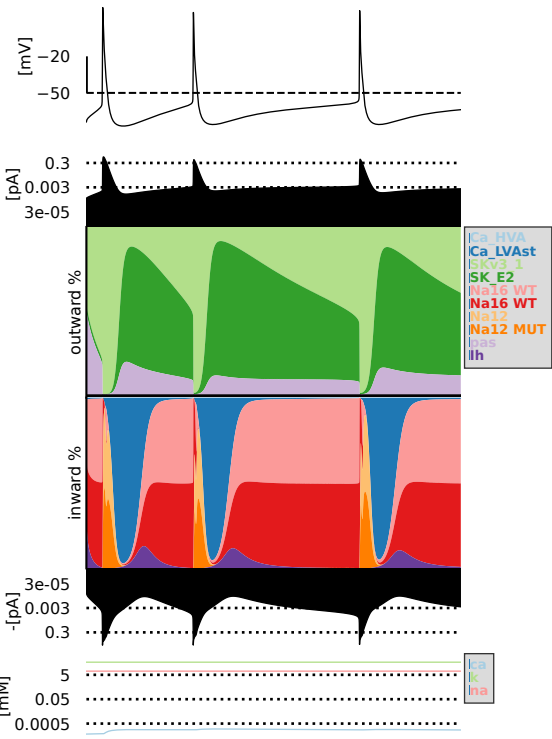 [mV]
−20
−50
[pA]
0.3
0.003
3e-05
outward %
Ca_HVA
Ca_LVAst
SKv3_1
SK_E2
Na16 WT
Na16 WT
Na12
Na12 MUT
pas
Ih
inward %
-[pA]
3e-05
0.003
0.3
[mM]
5
0.05
0.0005
ca
k
na